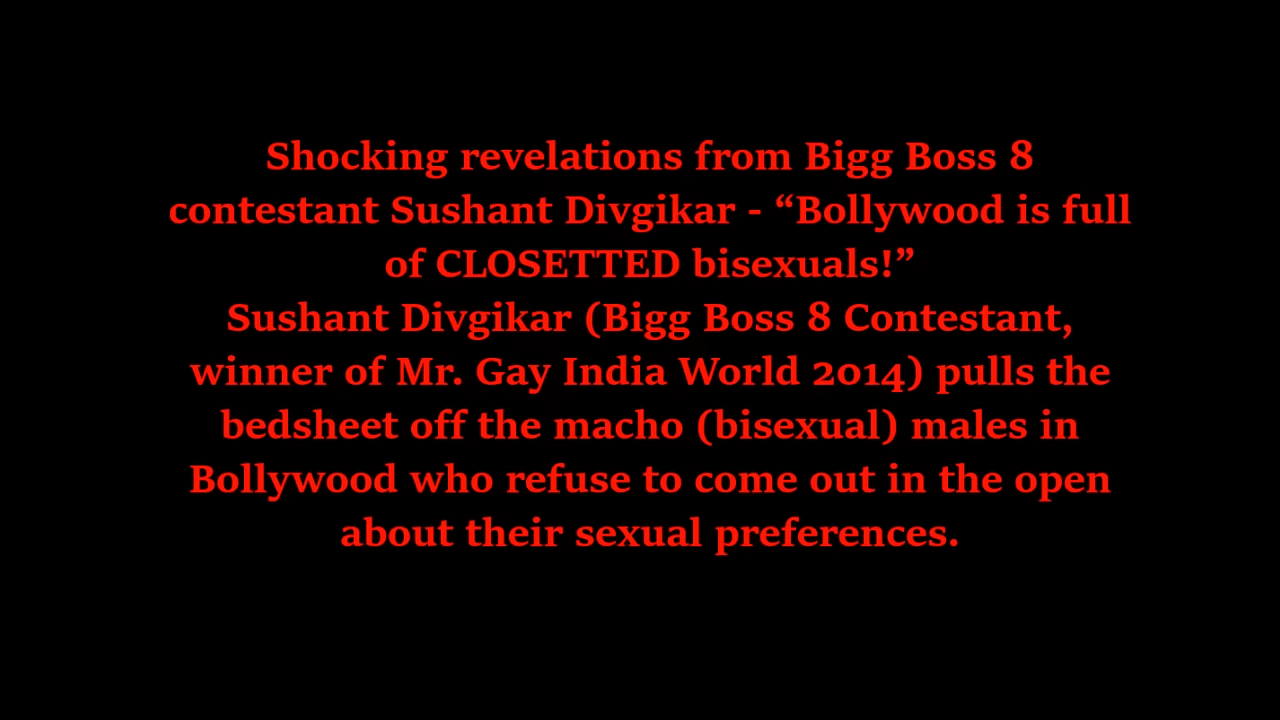 Shocking revelations from Bigg Boss 8
contestant Sushant Divgikar - “Bollywood is full
of CLOSETTED bisexuals!”
Sushant Divgikar (Bigg Boss 8 Contestant,
winner of Mr. Gay India World 2014) pulls the
bedsheet off the macho (bisexual) males in
Bollywood who refuse to come out in the open
about their sexual preferences.